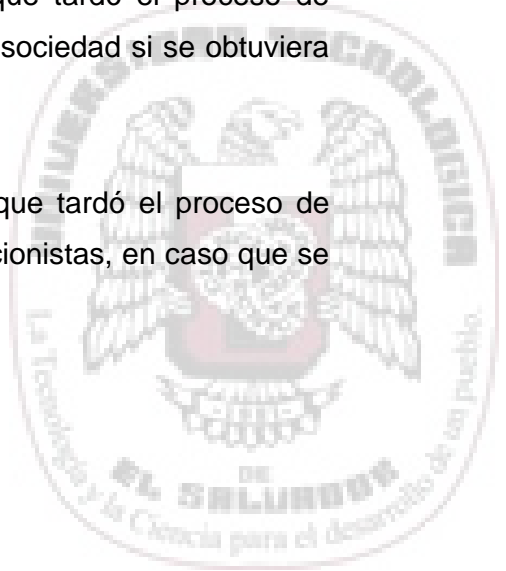 que tardó el proceso de
sociedad si se obtuviera
que tardó el proceso de
cionistas, en caso que se
UNIVERSIDAD TECNOLOGICA
La Tecnología y la Ciencia para el desarrollo de un pueblo.
DE
EL SALVADOR